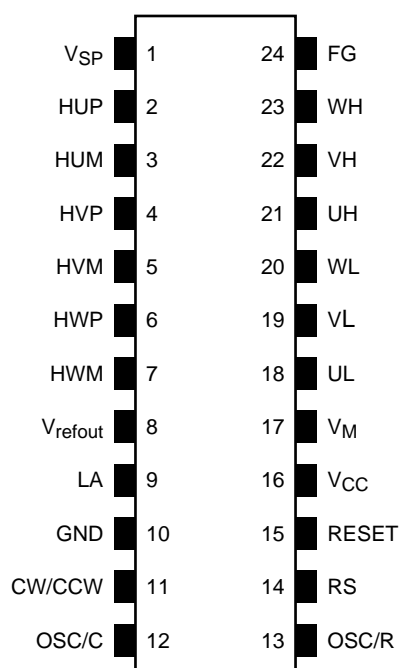 VSP 1 24 FG
HUP 2 23 WH
HUM 3 22 VH
HVP 4 21 UH
HVM 5 20 WL
HWP 6 19 VL
HWM 7 18 UL
Vrefout 8 17 VM
LA 9 16 VCC
GND 10 15 RESET
CW/CCW 11 14 RS
OSC/C 12 13 OSC/R